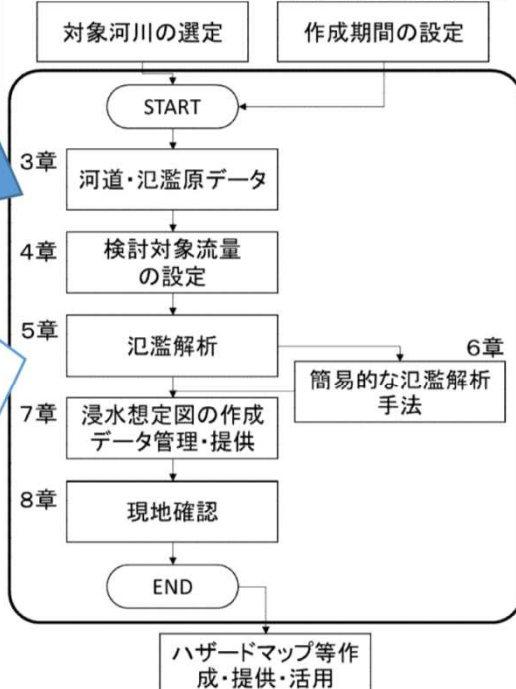 対象河川の選定
作成期間の設定
START
3章
河道・氾濫原データ
4章
検討対象流量
の設定
5章
氾濫解析
6章
簡易的な氾濫解析
手法
7章
浸水想定図の作成
データ管理・提供
8章
現地確認
END
ハザードマップ等作
成・提供・活用